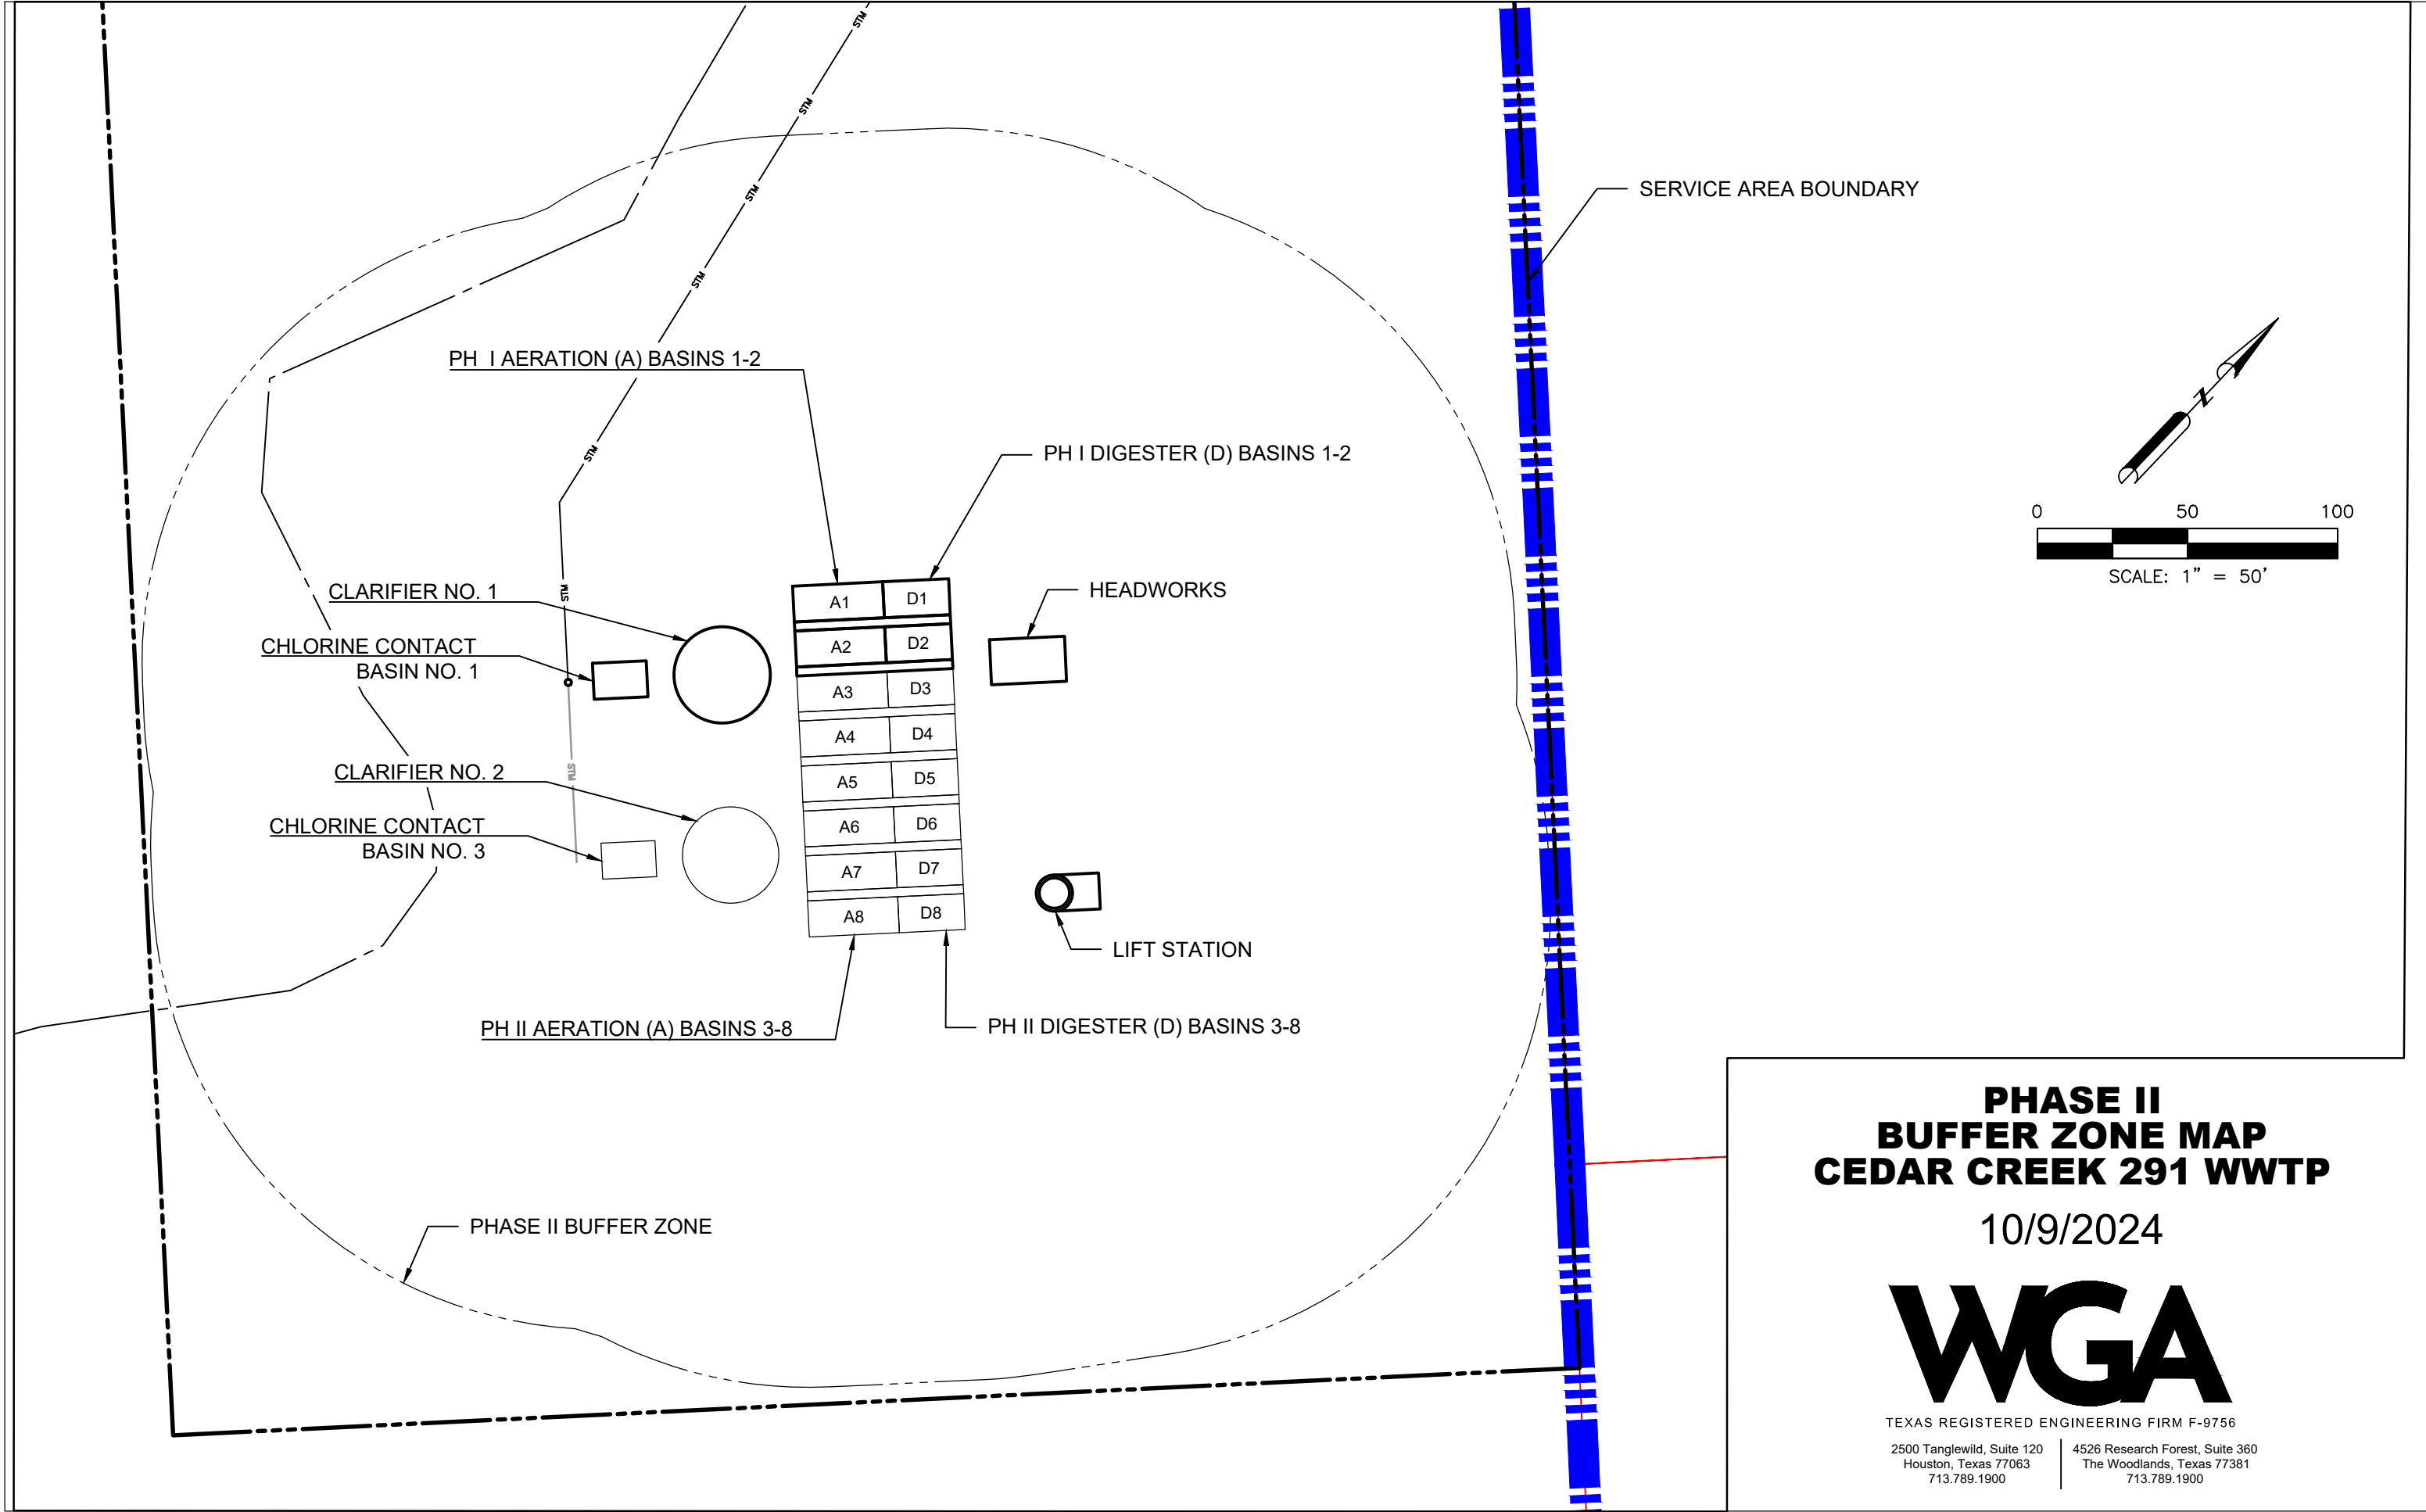 STM
STM
STM
STM
STM
STM
STM
SERVICE AREA BOUNDARY
N
0 50 100
SCALE: 1" = 50'
PH I AERATION (A) BASINS 1-2
PH I DIGESTER (D) BASINS 1-2
CLARIFIER NO. 1
HEADWORKS
CHLORINE CONTACT
BASIN NO. 1
A1 D1
A2 D2
A3 D3
A4 D4
A5 D5
A6 D6
A7 D7
A8 D8
CLARIFIER NO. 2
CHLORINE CONTACT
BASIN NO. 3
LIFT STATION
PH II AERATION (A) BASINS 3-8
PH II DIGESTER (D) BASINS 3-8
PHASE II BUFFER ZONE
PHASE II
BUFFER ZONE MAP
CEDAR CREEK 291 WWTP
10/9/2024
WGA
TEXAS REGISTERED ENGINEERING FIRM F-9756
2500 Tanglewild, Suite 120
Houston, Texas 77063
713.789.1900
4526 Research Forest, Suite 360
The Woodlands, Texas 77381
713.789.1900